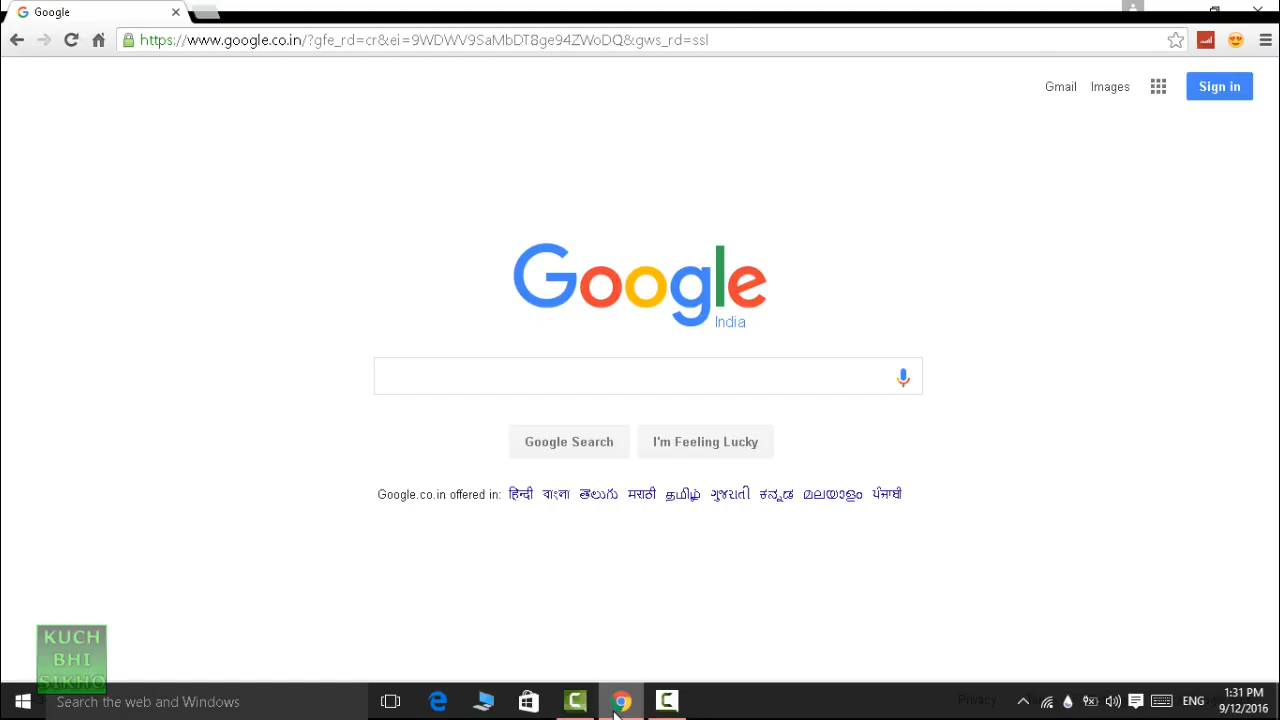 Google
https://www.google.co.in/?gfe_rd=cr&ei=9WDWV9SaMbDT8ge94ZWoDQ&gws_rd=ssl
Gmail Images Sign in
Google
India
Google Search I'm Feeling Lucky
Google.co.in offered in: हिन्दी বাংলা తెలుగు मराठी தமிழ் ગુજરાતી ಕನ್ನಡ മലയാളം ਪੰਜਾਬੀ
KUCH
BHI
SIKHO
Search the web and Windows
Privacy
ENG
1:31 PM
9/12/2016